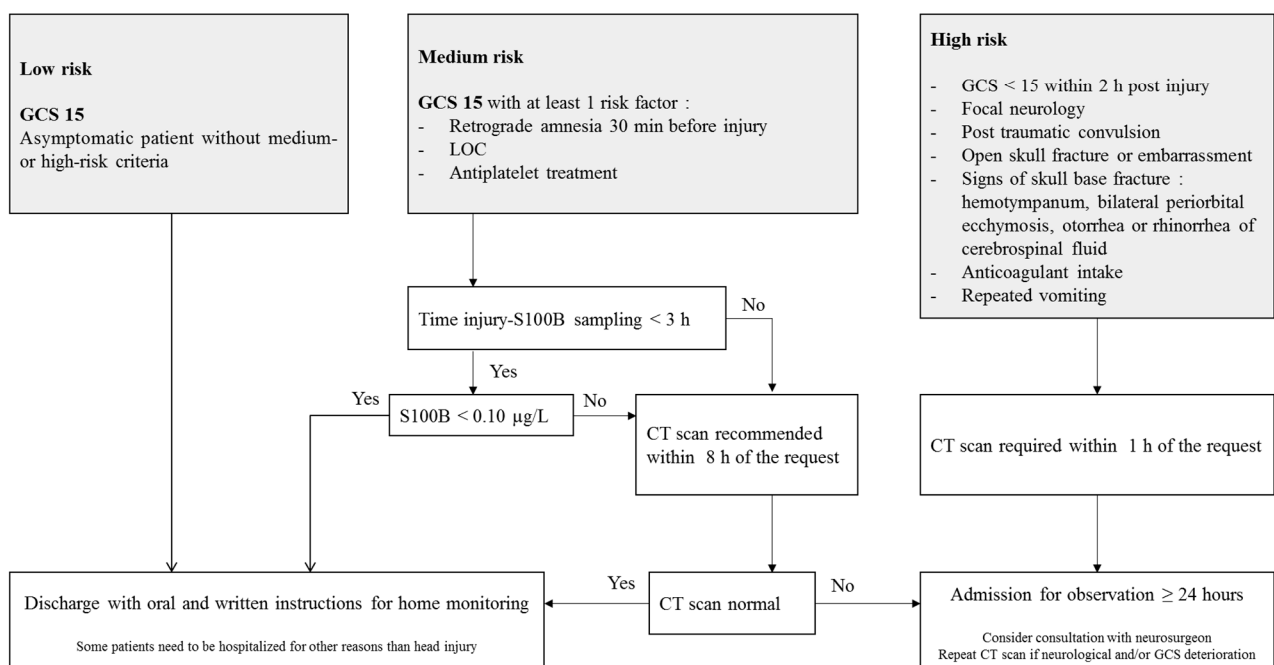 Low risk
GCS 15
Asymptomatic patient without medium-
or high-risk criteria
Medium risk
GCS 15 with at least 1 risk factor :
- Retrograde amnesia 30 min before injury
- LOC
- Antiplatelet treatment
High risk
- GCS < 15 within 2 h post injury
- Focal neurology
- Post traumatic convulsion
- Open skull fracture or embarrassment
- Signs of skull base fracture :
hemotympanum, bilateral periorbital
ecchymosis, otorrhea or rhinorrhea of
cerebrospinal fluid
- Anticoagulant intake
- Repeated vomiting
Time injury-S100B sampling < 3 h
No
Yes
Yes
S100B < 0.10 µg/L
No
CT scan recommended
within 8 h of the request
CT scan required within 1 h of the request
Discharge with oral and written instructions for home monitoring
Some patients need to be hospitalized for other reasons than head injury
Yes
CT scan normal
No
Admission for observation ≥ 24 hours
Consider consultation with neurosurgeon
Repeat CT scan if neurological and/or GCS deterioration